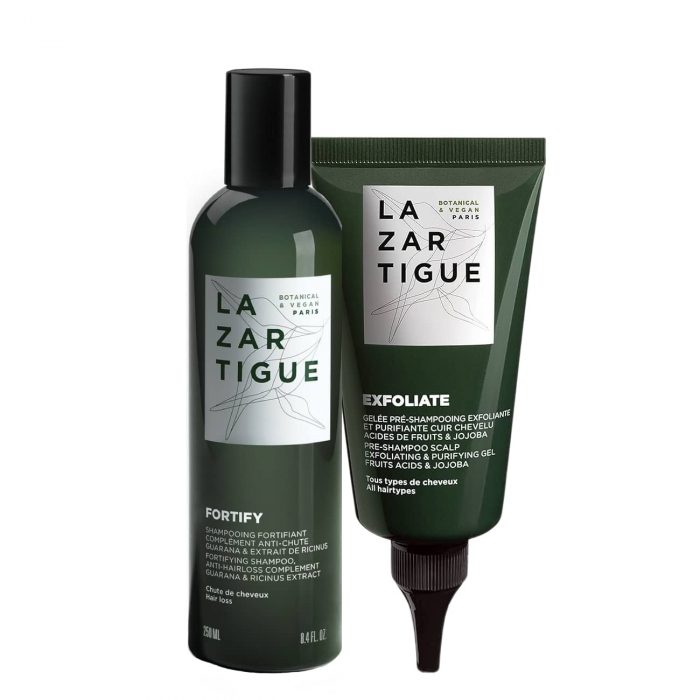 LA
ZAR
TIGUE
BOTANICAL
& VEGAN
PARIS
FORTIFY
SHAMPOOING FORTIFIANT
COMPLÉMENT ANTI-CHUTE
GUARANA & EXTRAIT DE RICINUS
FORTIFYING SHAMPOO,
ANTI-HAIRLOSS COMPLEMENT
GUARANA & RICINUS EXTRACT
Chute de cheveux
Hair loss
250 ML 8.4 FL. OZ.
LA
ZAR
TIGUE
BOTANICAL
& VEGAN
PARIS
EXFOLIATE
GELÉE PRÉ-SHAMPOOING EXFOLIANTE
ET PURIFIANTE CUIR CHEVELU
ACIDES DE FRUITS & JOJOBA
PRE-SHAMPOO SCALP
EXFOLIATING & PURIFYING GEL
FRUITS ACIDS & JOJOBA
Tous types de cheveux
All hairtypes